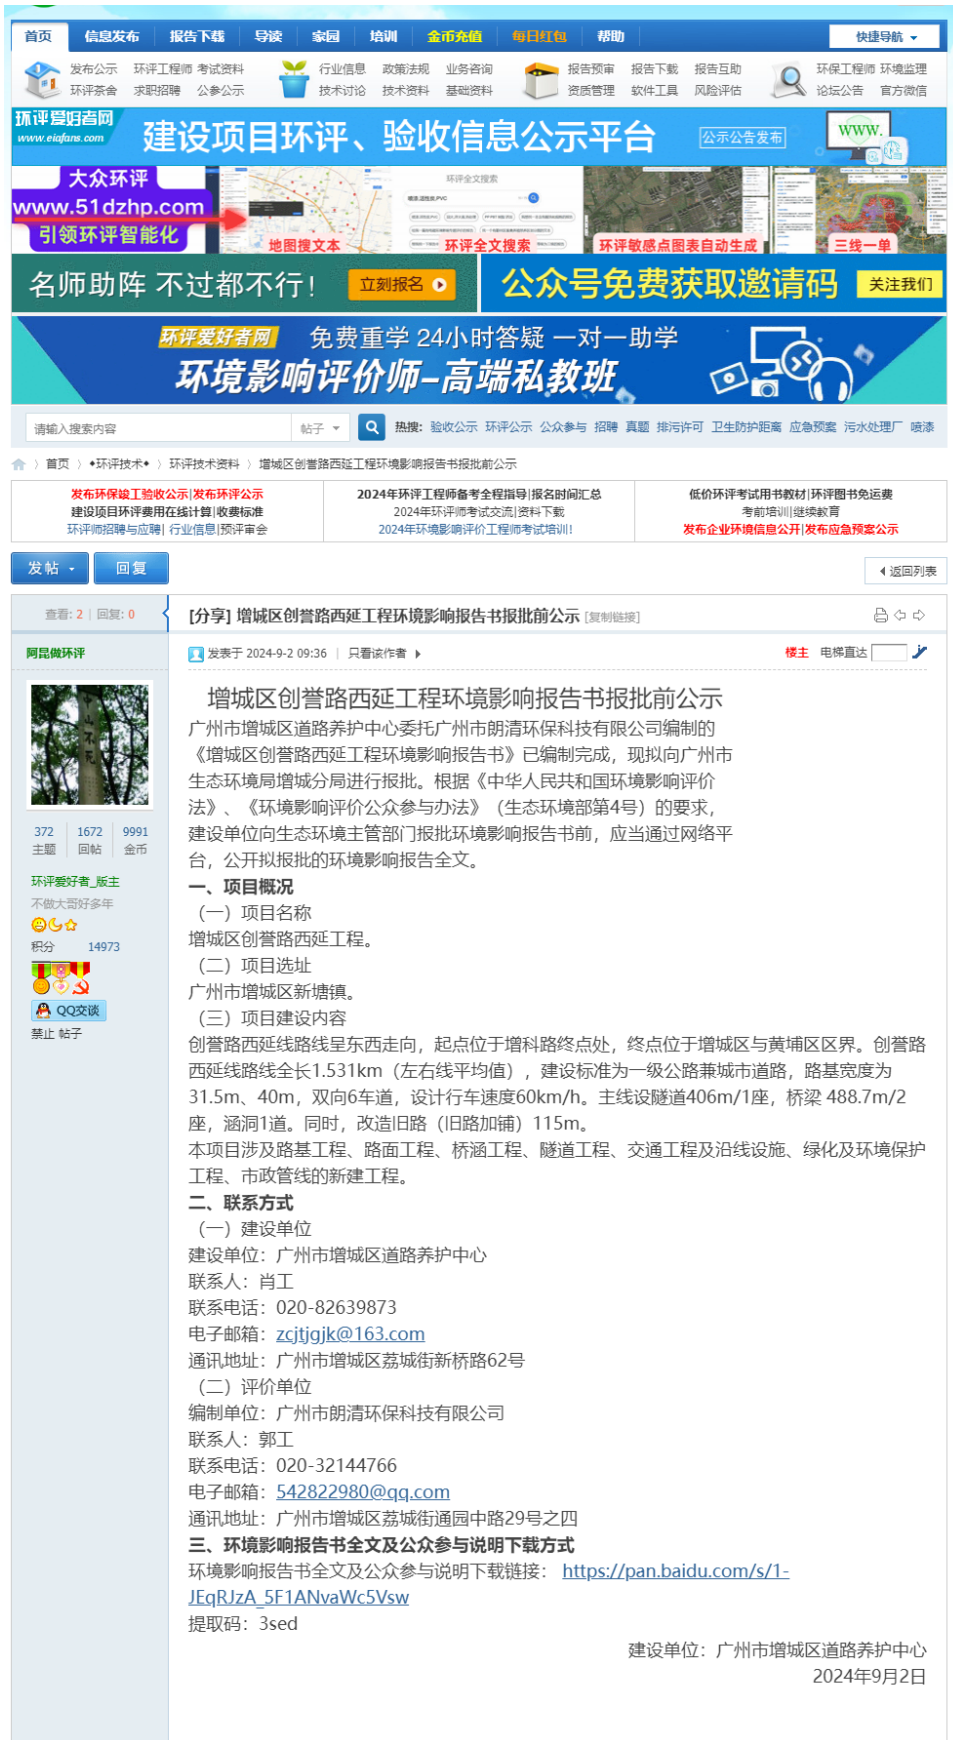 首页 信息发布 报告下载 导读 家园 培训 金币充值 每日红包 帮助 快捷导航
发布公示 环评工程师 考试资料 行业信息 政策法规 业务咨询 报告预审 报告下载 报告互助 环保工程师 环境监理
环评茶舍 求职招聘 公参公示 技术讨论 技术资料 基础资料 资质管理 软件工具 风险评估 论坛公告 官方微信
环评爱好者网
www.eiafans.com
建设项目环评、验收信息公示平台 公示公告发布 WWW.
大众环评
www.51dzhp.com
引领环评智能化
环评全文搜索
地图搜文本 环评全文搜索 环评敏感点图表自动生成 三线一单
名师助阵 不过都不行! 立刻报名 公众号免费获取邀请码 关注我们
环评爱好者网 免费重学 24小时答疑 一对一助学
环境影响评价师-高端私教班
请输入搜索内容 帖子 热搜: 验收公示 环评公示 公众参与 招聘 真题 排污许可 卫生防护距离 应急预案 污水处理厂 喷漆
首页 〉 •环评技术• 〉 环评技术资料 〉 增城区创誉路西延工程环境影响报告书报批前公示
发布环保竣工验收公示|发布环评公示 2024年环评工程师备考全程指导|报名时间汇总 低价环评考试用书教材|环评图书免运费
建设项目环评费用在线计算|收费标准 2024年环评师考试交流|资料下载 考前培训||继续教育
环评师招聘与应聘| 行业信息|预评审会 2024年环境影响评价工程师考试培训! 发布企业环境信息公开|发布应急预案公示
发帖 回复 返回列表
查看: 2 | 回复: 0 [分享] 增城区创誉路西延工程环境影响报告书报批前公示 [复制链接]
阿昆做环评 发表于 2024-9-2 09:36 | 只看该作者 楼主 电梯直达
增城区创誉路西延工程环境影响报告书报批前公示
广州市增城区道路养护中心委托广州市朗清环保科技有限公司编制的
《增城区创誉路西延工程环境影响报告书》已编制完成，现拟向广州市
生态环境局增城分局进行报批。根据《中华人民共和国环境影响评价
法》、《环境影响评价公众参与办法》（生态环境部第4号）的要求，
建设单位向生态环境主管部门报批环境影响报告书前，应当通过网络平
台，公开拟报批的环境影响报告全文。
372 1672 9991
主题 回帖 金币
环评爱好者_版主
不做大哥好多年
积分 14973
QQ交谈
禁止 帖子
一、项目概况
（一）项目名称
增城区创誉路西延工程。
（二）项目选址
广州市增城区新塘镇。
（三）项目建设内容
创誉路西延线路线呈东西走向，起点位于增科路终点处，终点位于增城区与黄埔区区界。创誉路
西延线路线全长1.531km（左右线平均值），建设标准为一级公路兼城市道路，路基宽度为
31.5m、40m，双向6车道，设计行车速度60km/h。主线设隧道406m/1座，桥梁 488.7m/2
座，涵洞1道。同时，改造旧路（旧路加铺）115m。
本项目涉及路基工程、路面工程、桥涵工程、隧道工程、交通工程及沿线设施、绿化及环境保护
工程、市政管线的新建工程。
二、联系方式
（一）建设单位
建设单位：广州市增城区道路养护中心
联系人：肖工
联系电话：020-82639873
电子邮箱：zcjtjgjk@163.com
通讯地址：广州市增城区荔城街新桥路62号
（二）评价单位
编制单位：广州市朗清环保科技有限公司
联系人：郭工
联系电话：020-32144766
电子邮箱：542822980@qq.com
通讯地址：广州市增城区荔城街通园中路29号之四
三、环境影响报告书全文及公众参与说明下载方式
环境影响报告书全文及公众参与说明下载链接： https://pan.baidu.com/s/1-
JEqRJzA_5F1ANvaWc5Vsw
提取码：3sed
建设单位：广州市增城区道路养护中心
2024年9月2日